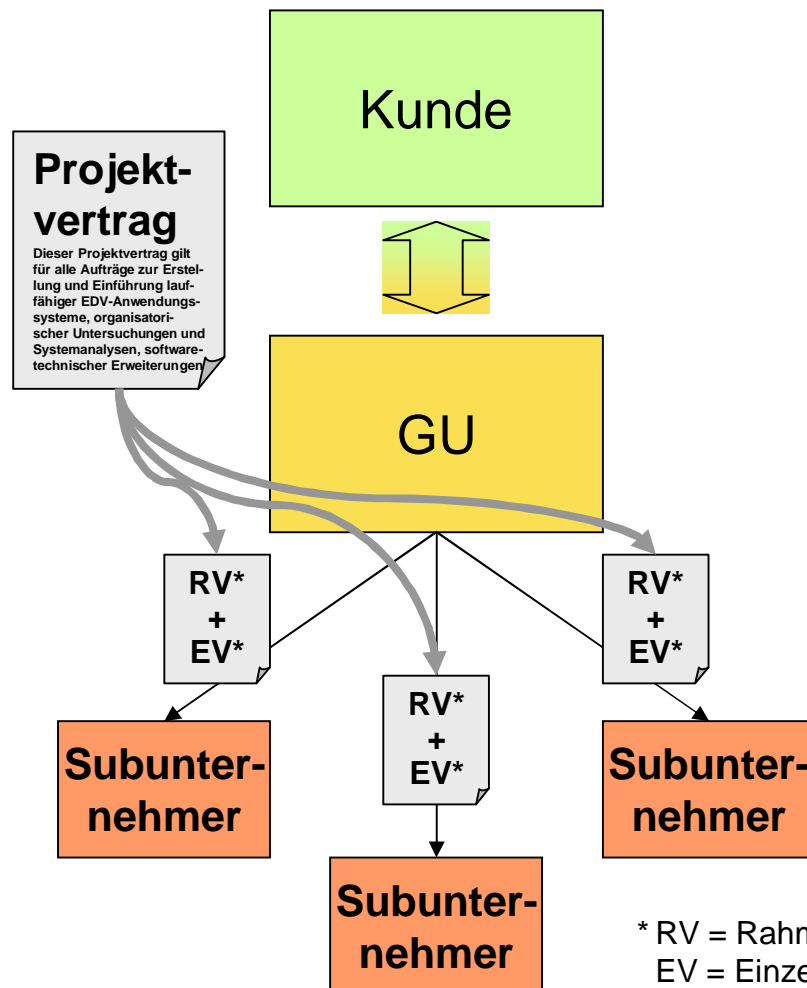 Kunde
Projekt-
vertrag
Dieser Projektvertrag gilt
für alle Aufträge zur Erstel-
lung und Einführung lauf-
fähiger EDV-Anwendungs-
systeme, organisatori-
scher Untersuchungen und
Systemanalysen, software-
technischer Erweiterungen
GU
RV*
+
EV*
RV*
+
EV*
RV*
+
EV*
Subunter-
nehmer
Subunter-
nehmer
Subunter-
nehmer
* RV = Rahm
EV = Einze